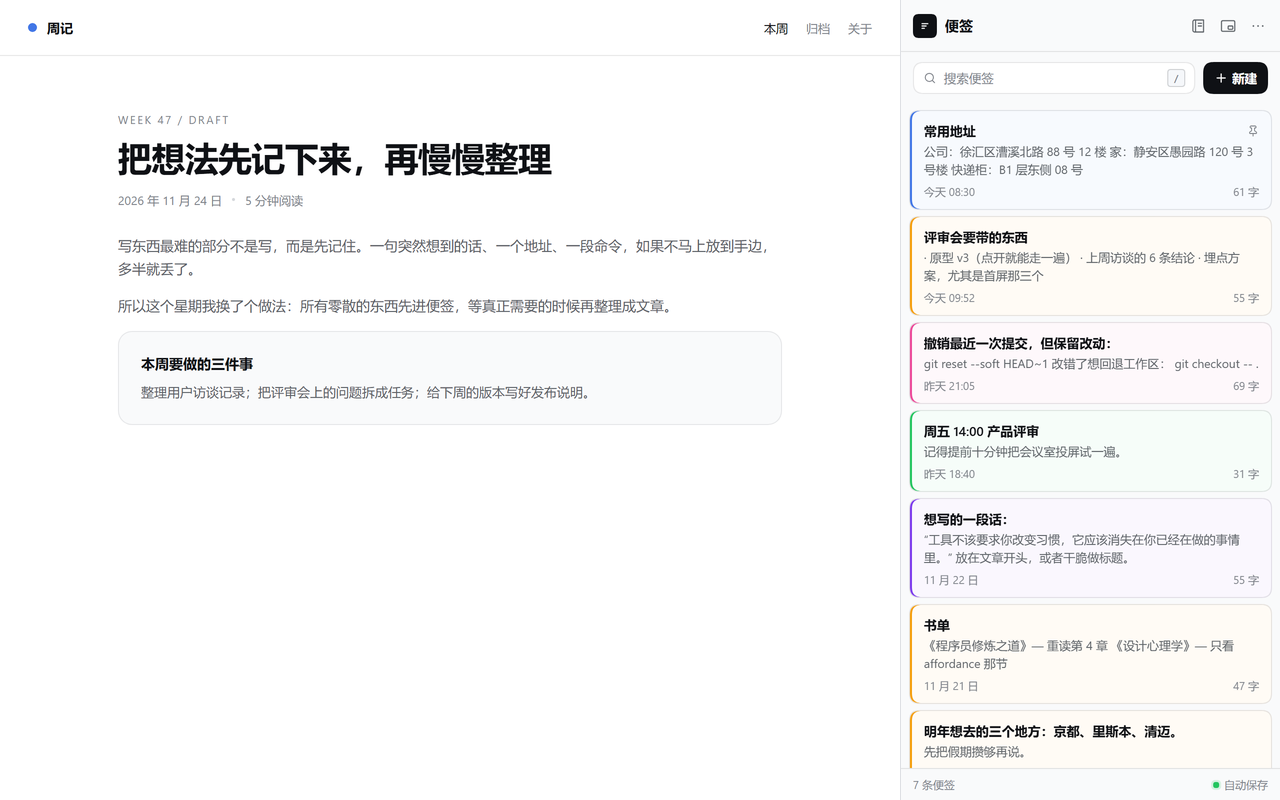 周记
本周 归档 关于
WEEK 47 / DRAFT
把想法先记下来，再慢慢整理
2026 年 11 月 24 日 • 5 分钟阅读
写东西最难的部分不是写，而是先记住。一句突然想到的话、一个地址、一段命令，如果不马上放到手边，
多半就丢了。
所以这个星期我换了个做法：所有零散的东西先进便签，等真正需要的时候再整理成文章。
本周要做的三件事
整理用户访谈记录；把评审会上的问题拆成任务；给下周的版本写好发布说明。
便签
搜索便签 /
+ 新建
常用地址
公司：徐汇区漕溪北路 88 号 12 楼 家：静安区愚园路 120 号 3
号楼 快递柜：B1 层东侧 08 号
今天 08:30 61 字
评审会要带的东西
· 原型 v3（点开就能走一遍） · 上周访谈的 6 条结论 · 埋点方
案，尤其是首屏那三个
今天 09:52 55 字
撤销最近一次提交，但保留改动：
git reset --soft HEAD~1 改错了想回退工作区： git checkout -- .
昨天 21:05 69 字
周五 14:00 产品评审
记得提前十分钟把会议室投屏试一遍。
昨天 18:40 31 字
想写的一段话：
“工具不该要求你改变习惯，它应该消失在你已经在做的事情
里。” 放在文章开头，或者干脆做标题。
11 月 22 日 55 字
书单
《程序员修炼之道》— 重读第 4 章 《设计心理学》— 只看
affordance 那节
11 月 21 日 47 字
明年想去的三个地方：京都、里斯本、清迈。
先把假期攒够再说。
7 条便签 自动保存